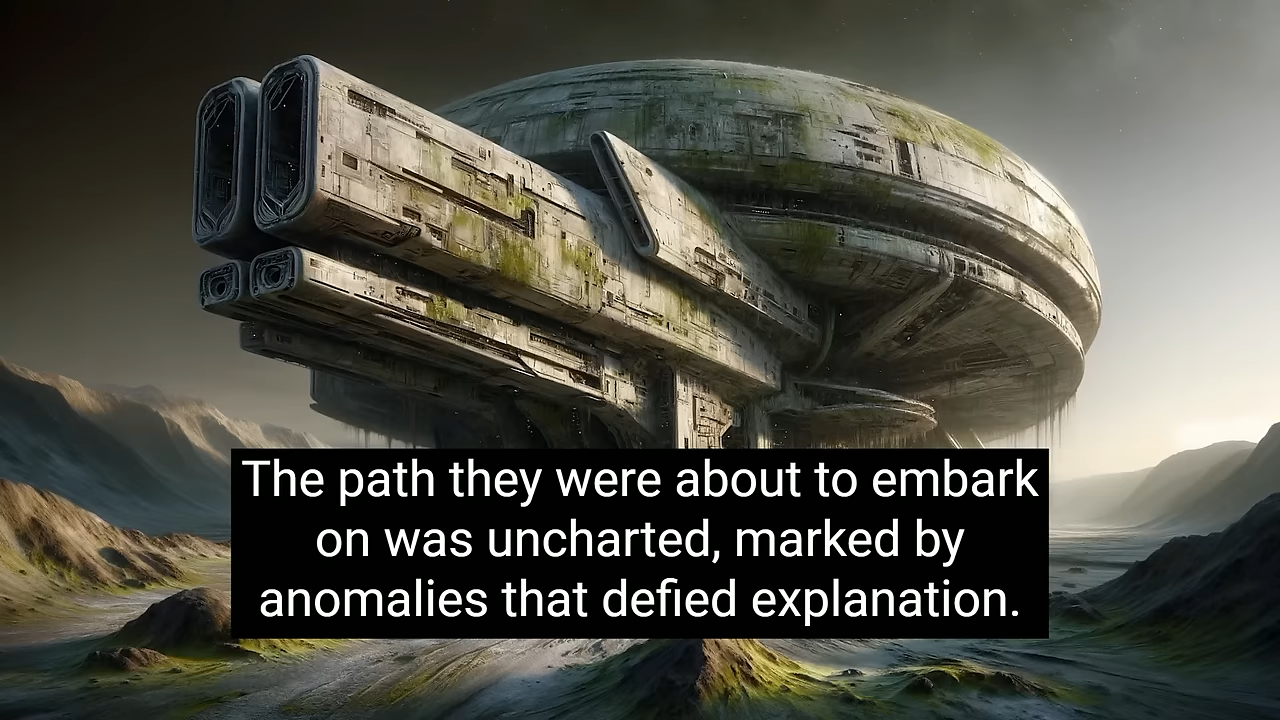 The path they were about to embark
on was uncharted, marked by
anomalies that defied explanation.